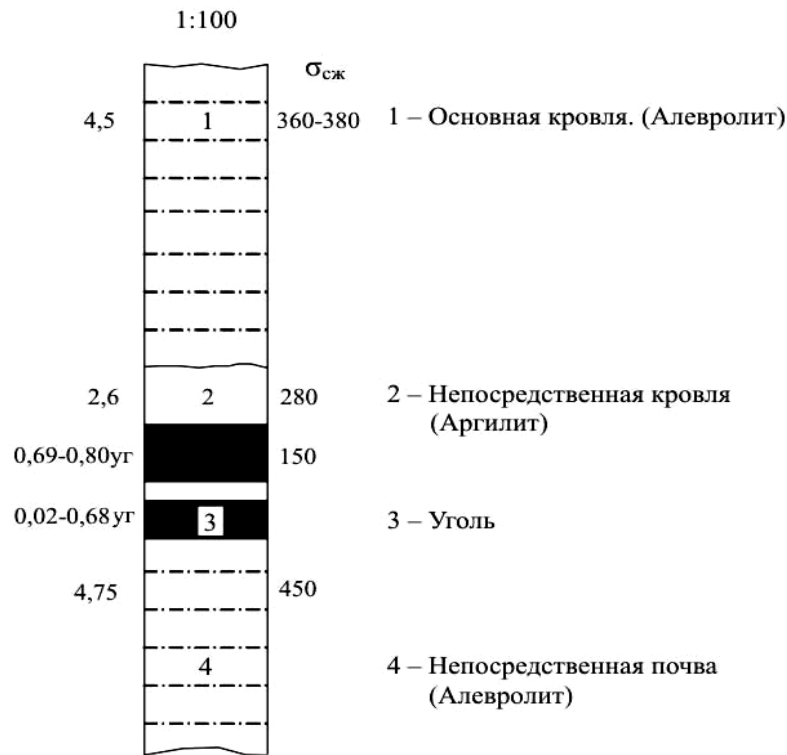 1:100
σсж
4,5 1 360-380 1 – Основная кровля. (Алевролит)
2,6 2 280 2 – Непосредственная кровля
(Аргилит)
0,69-0,80уг 150
0,02-0,68уг 3 3 – Уголь
4,75 450
4 4 – Непосредственная почва
(Алевролит)